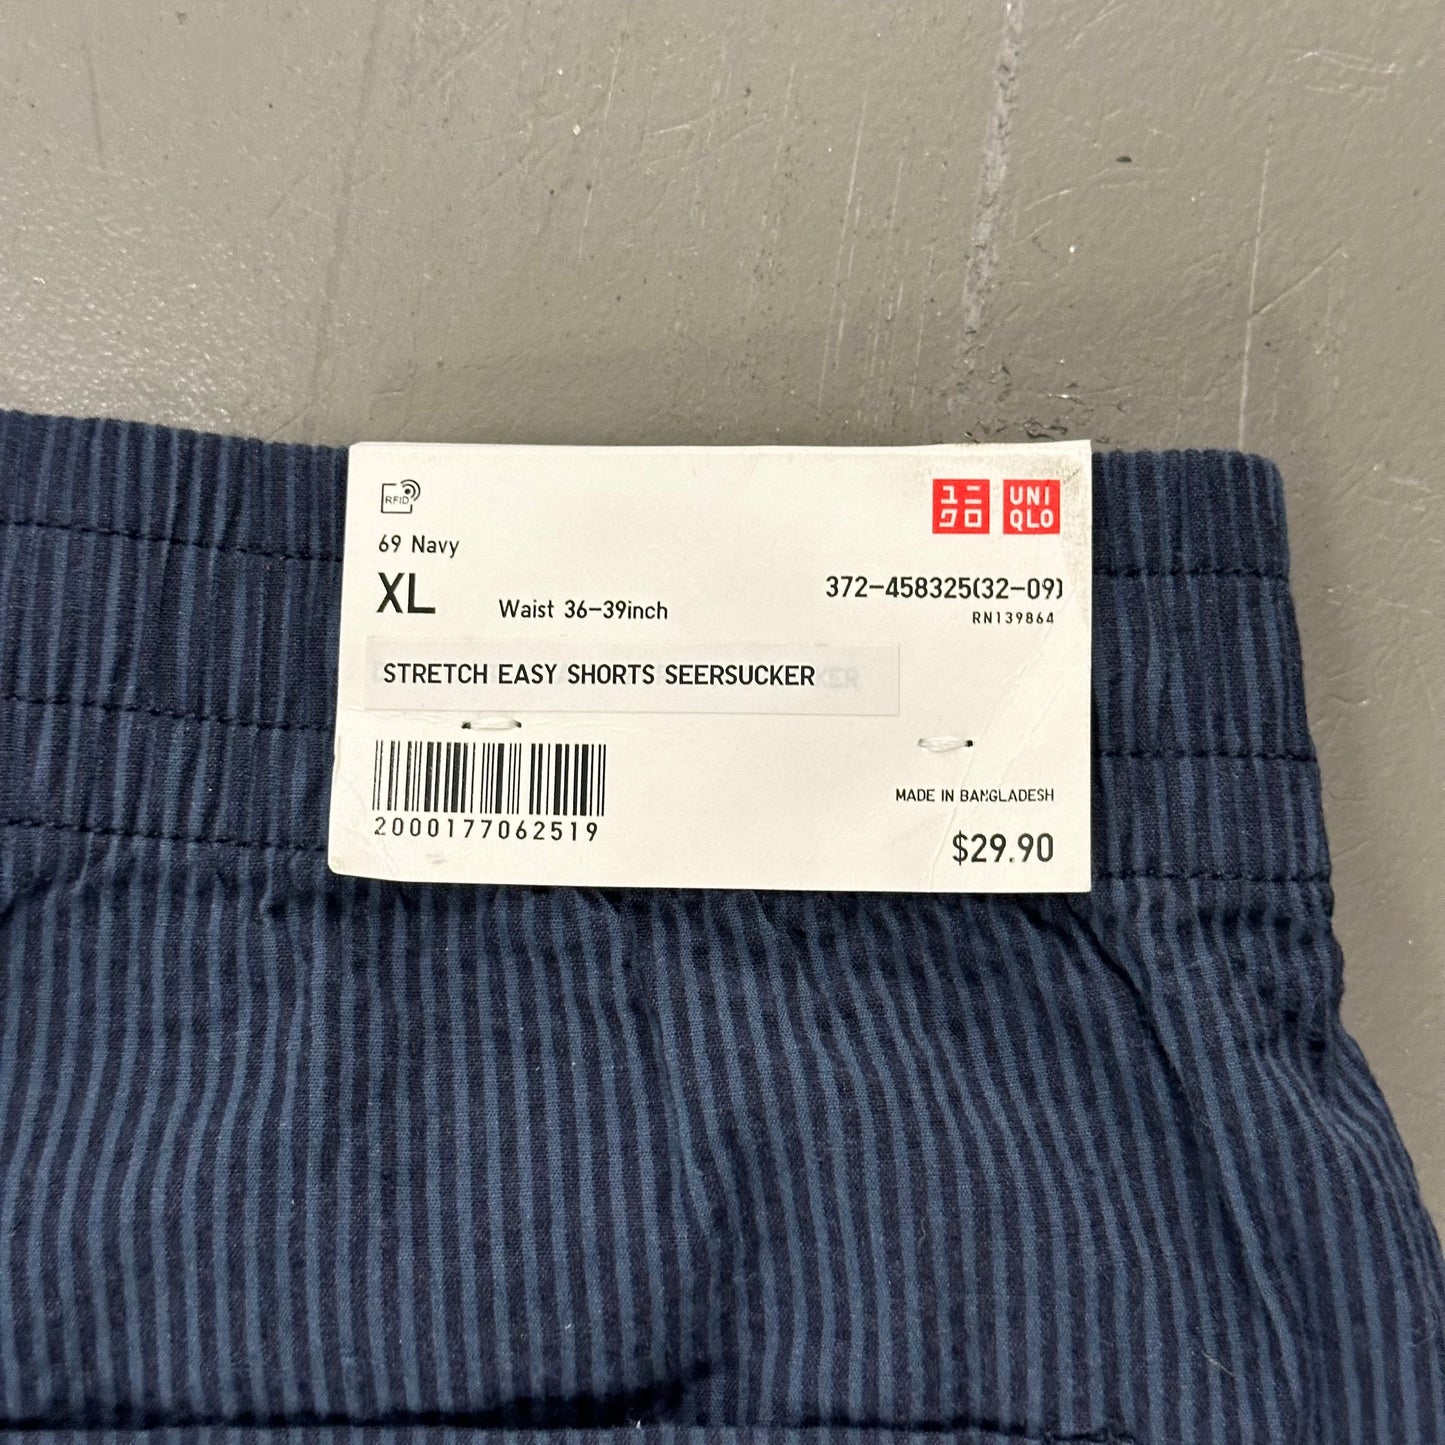 RFID
ユニ
クロ
UNI
QLO
69 Navy
XL
Waist 36-39inch
372-458325(32-09)
RN139864
STRETCH EASY SHORTS SEERSUCKER
2000177062519
MADE IN BANGLADESH
$29.90